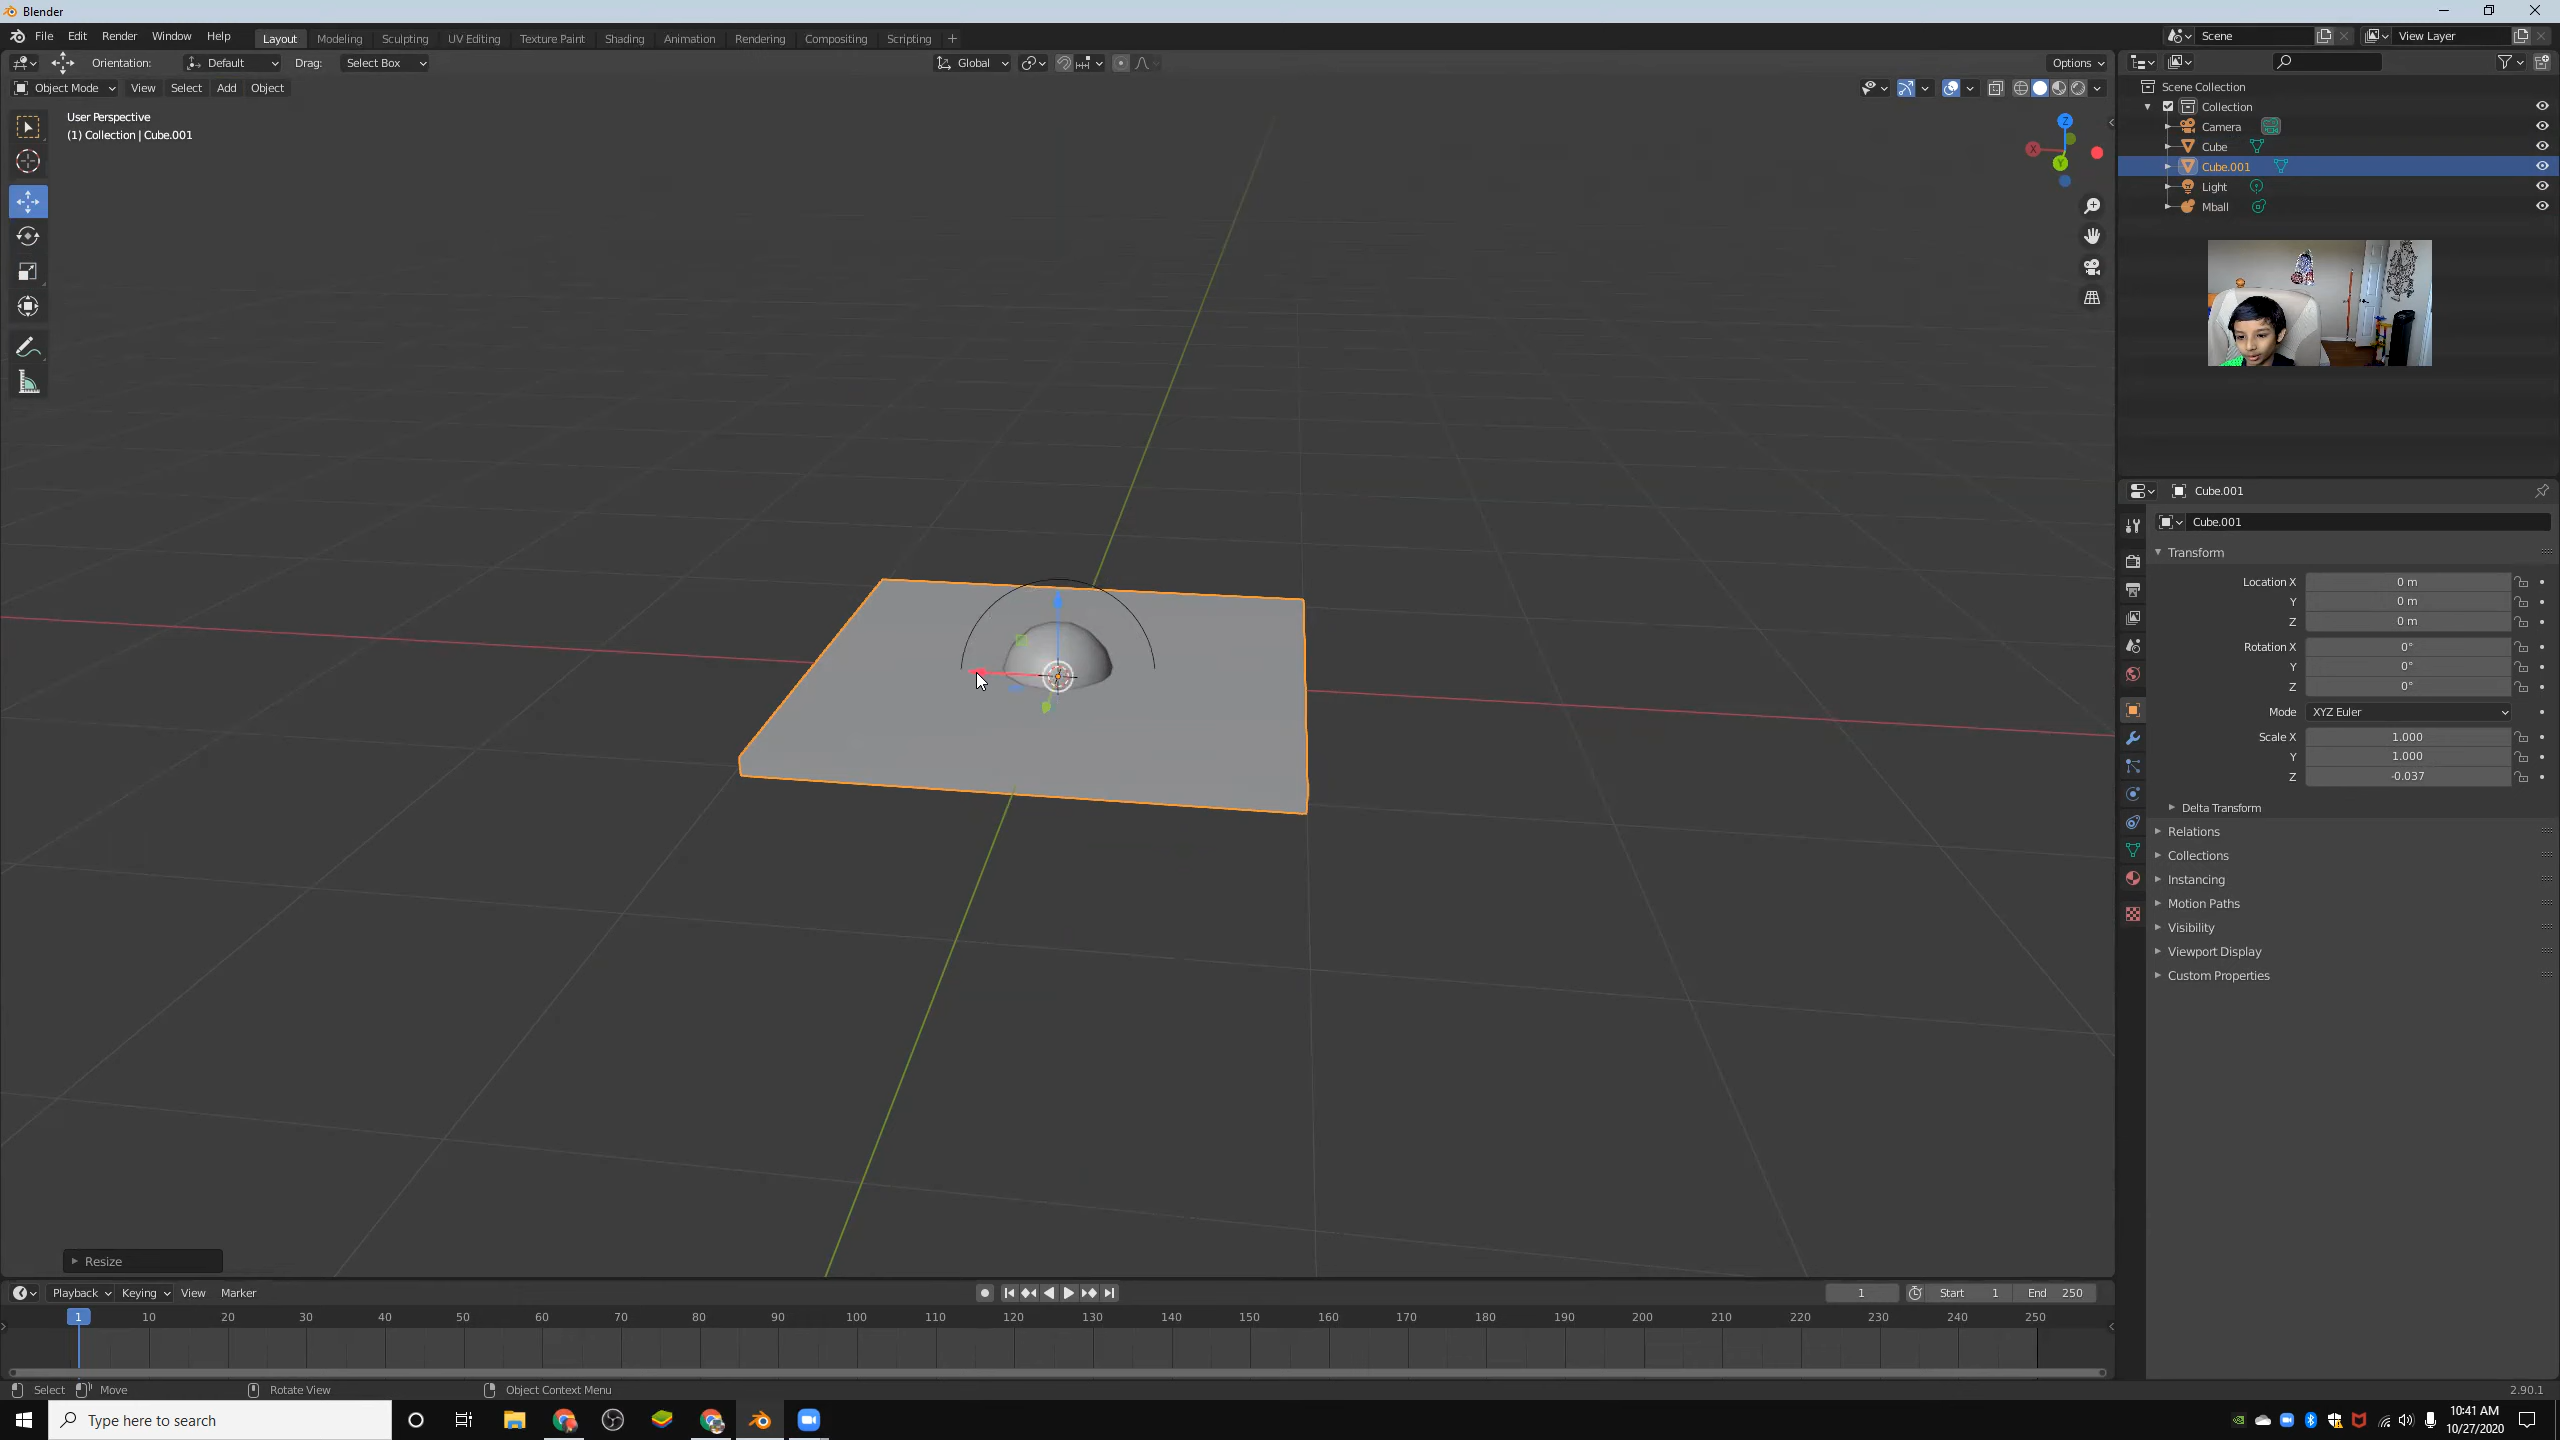 Blender
File Edit Render Window Help Layout Modeling Sculpting UV Editing Texture Paint Shading Animation Rendering Compositing Scripting + Scene View Layer
Orientation: Default Drag: Select Box Global Options
Object Mode View Select Add Object
User Perspective
(1) Collection | Cube.001
Z
X
Y
Scene Collection
Collection
Camera
Cube
Cube.001
Light
Mball
Cube.001
Cube.001
Transform
Location X 0 m
Y 0 m
Z 0 m
Rotation X 0°
Y 0°
Z 0°
Mode XYZ Euler
Scale X 1.000
Y 1.000
Z -0.037
Delta Transform
Relations
Collections
Instancing
Motion Paths
Visibility
Viewport Display
Custom Properties
Resize
Playback Keying View Marker 1 Start 1 End 250
1 10 20 30 40 50 60 70 80 90 100 110 120 130 140 150 160 170 180 190 200 210 220 230 240 250
Select Move Rotate View Object Context Menu 2.90.1
Type here to search
10:41 AM
10/27/2020